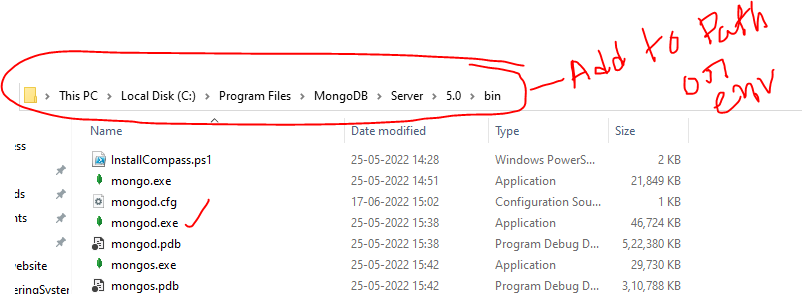 Add to Path
on
env
This PC > Local Disk (C:) > Program Files > MongoDB > Server > 5.0 > bin
Name Date modified Type Size
InstallCompass.ps1 25-05-2022 14:28 Windows PowerS... 2 KB
mongo.exe 25-05-2022 14:51 Application 21,849 KB
mongod.cfg 17-06-2022 15:02 Configuration Sou... 1 KB
mongod.exe 25-05-2022 15:38 Application 46,724 KB
mongod.pdb 25-05-2022 15:38 Program Debug D... 5,22,380 KB
mongos.exe 25-05-2022 15:42 Application 29,730 KB
mongos.pdb 25-05-2022 15:42 Program Debug D... 3,10,788 KB
ess
ds
nts
website
eringSystem